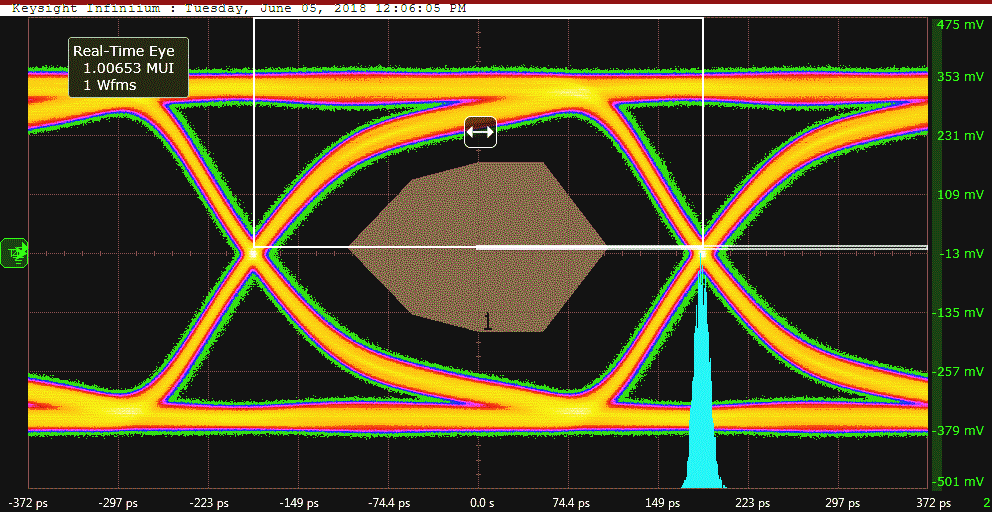 Keysight Infiniium : Tuesday, June 05, 2018 12:06:05 PM
Real-Time Eye
1.00653 MUI
1 Wfms
475 mV
353 mV
231 mV
109 mV
-13 mV
-135 mV
-257 mV
-379 mV
-501 mV
1
-372 ps -297 ps -223 ps -149 ps -74.4 ps 0.0 s 74.4 ps 149 ps 223 ps 297 ps 372 ps 2